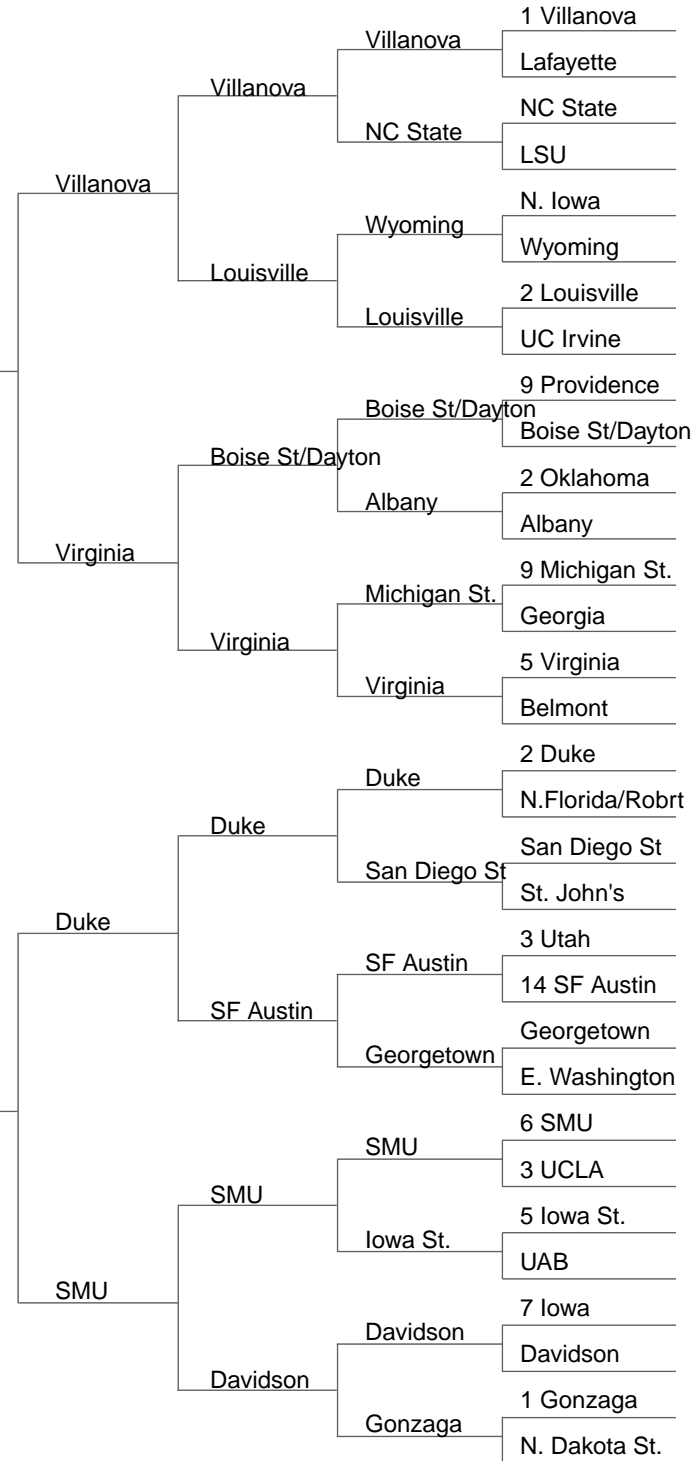 1 Villanova
Villanova
Lafayette
Villanova
NC State
NC State
LSU
Villanova
N. Iowa
Wyoming
Wyoming
Louisville
2 Louisville
Louisville
UC Irvine
9 Providence
Boise St/Dayton
Boise St/Dayton
Boise St/Dayton
2 Oklahoma
Albany
Albany
Virginia
9 Michigan St.
Michigan St.
Georgia
Virginia
5 Virginia
Virginia
Belmont
2 Duke
Duke
N.Florida/Robrt
Duke
San Diego St
San Diego St
St. John's
Duke
3 Utah
SF Austin
14 SF Austin
SF Austin
Georgetown
Georgetown
E. Washington
6 SMU
SMU
3 UCLA
SMU
5 Iowa St.
Iowa St.
UAB
SMU
7 Iowa
Davidson
Davidson
Davidson
1 Gonzaga
Gonzaga
N. Dakota St.